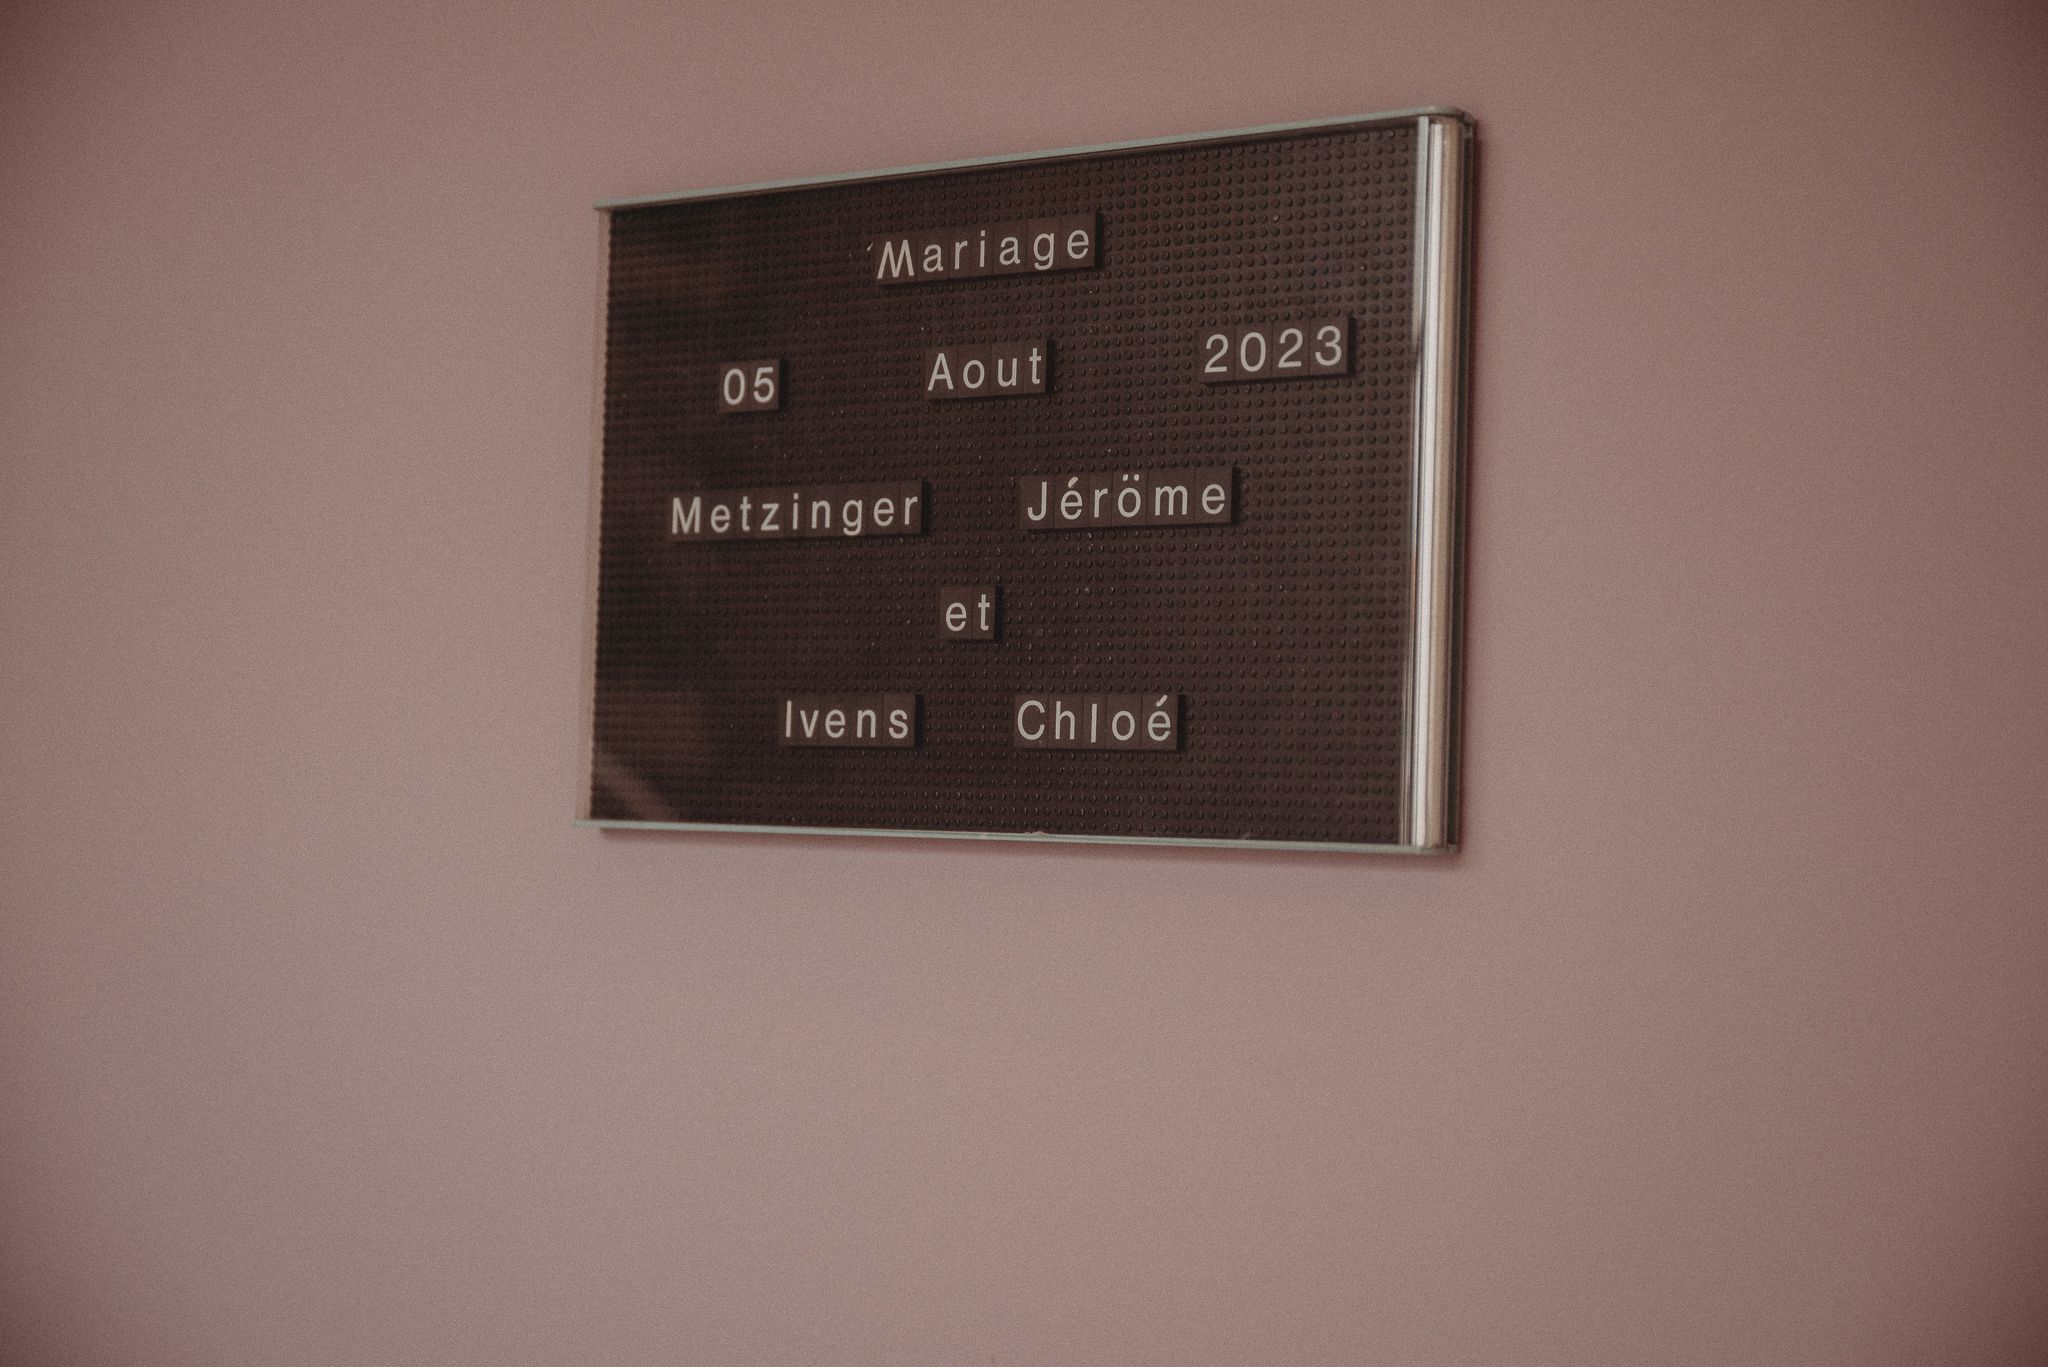 Mariage
05 Aout 2023
Metzinger Jéröme
et
Ivens Chloé